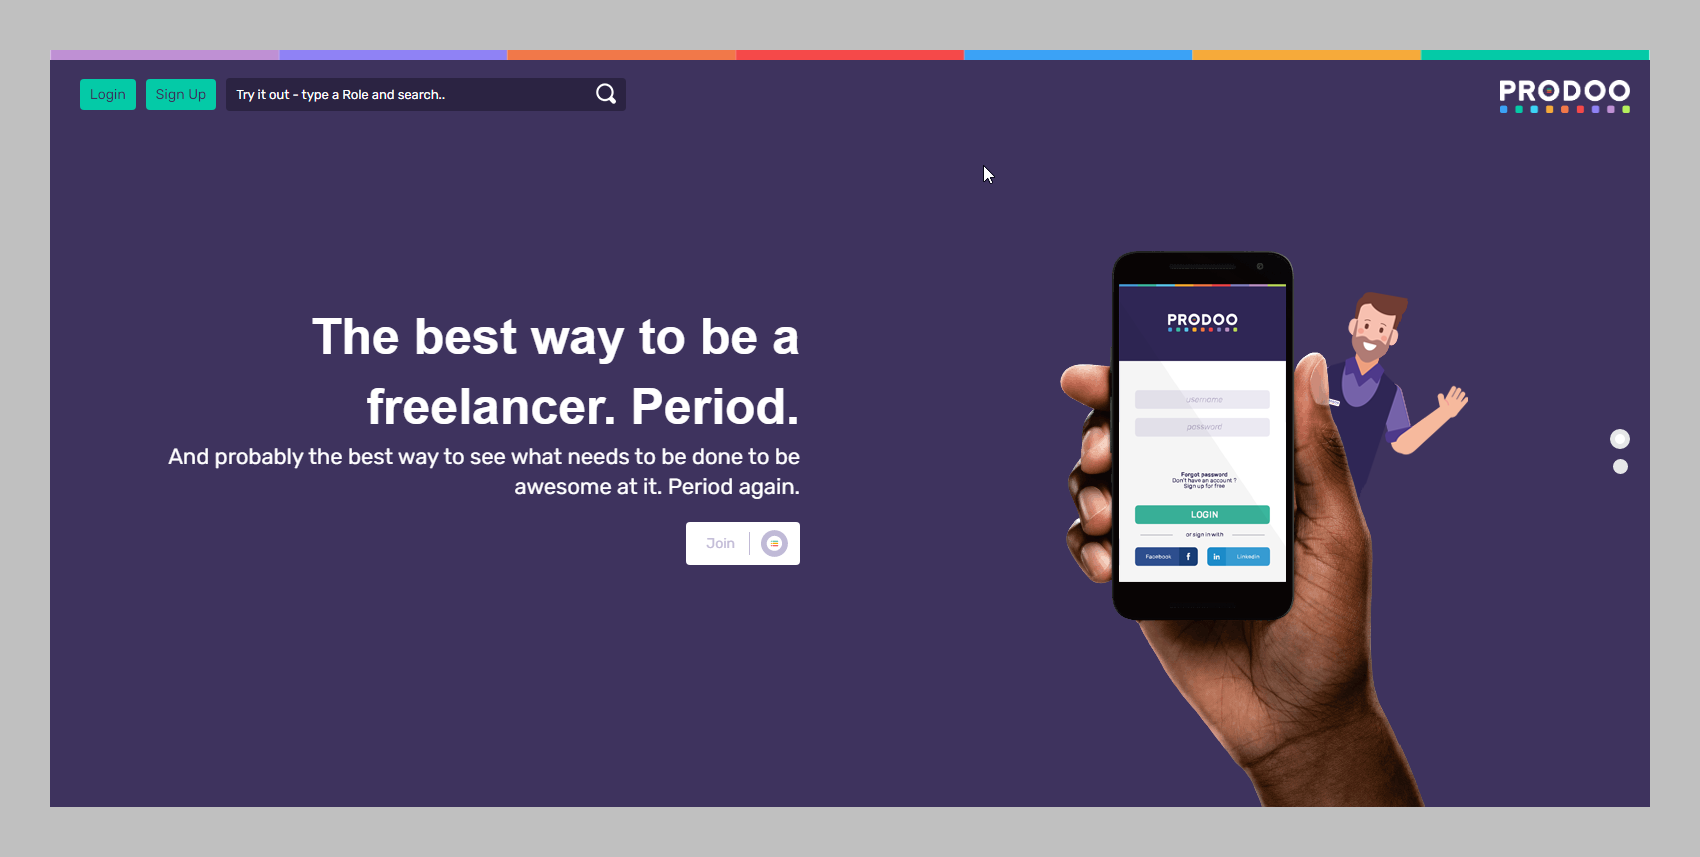 Login
Sign Up
Try it out - type a Role and search..
PRODOO
The best way to be a
freelancer. Period.
And probably the best way to see what needs to be done to be
awesome at it. Period again.
Join
PRODOO
username
password
Forgot password
Don't have an account ?
Sign up for free
LOGIN
or sign in with
Facebook f
in Linkedin